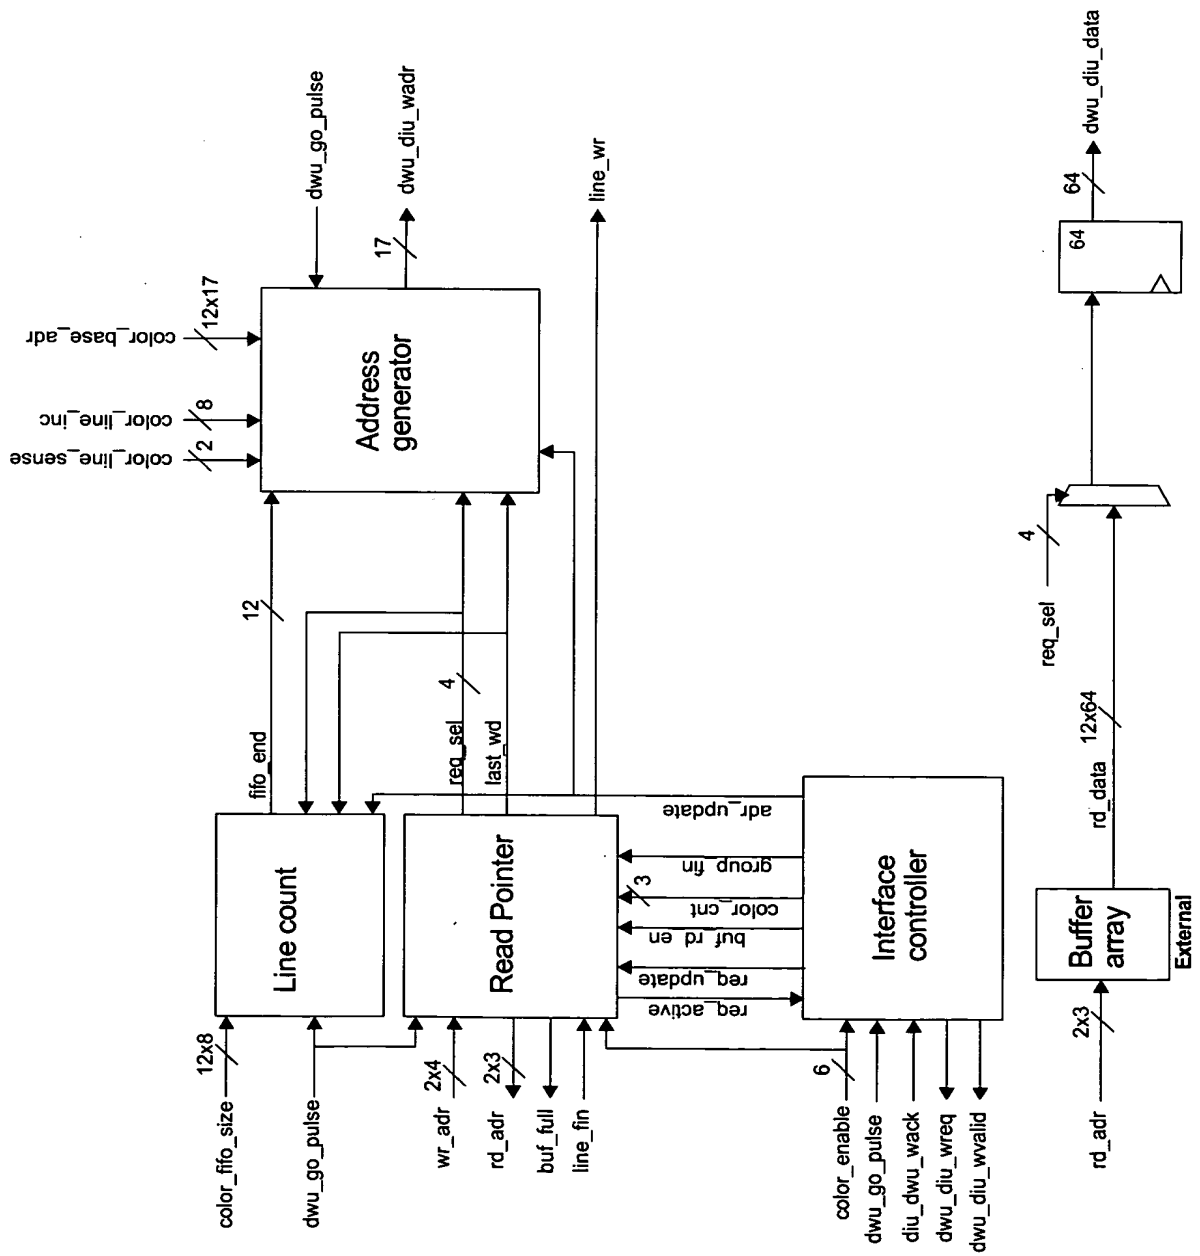 color_fifo_size
12x8
dwu_go_pulse
Line count
fifo_end
12
color_line_sense
2
color_line_inc
8
color_base_adr
12x17
Address
generator
dwu_go_pulse
17
dwu_diu_wadr
wr_adr
2x4
rd_adr
2x3
buf_full
line_fin
Read Pointer
req_sel
4
last_wd
line_wr
req_active
req_update
buf_rd_en
color_cnt
3
group_fin
adr_update
color_enable
6
dwu_go_pulse
diu_dwu_wack
dwu_diu_wreq
dwu_diu_wvalid
Interface
controller
rd_adr
2x3
Buffer
array
External
rd_data
12x64
req_sel
4
64
64
dwu_diu_data